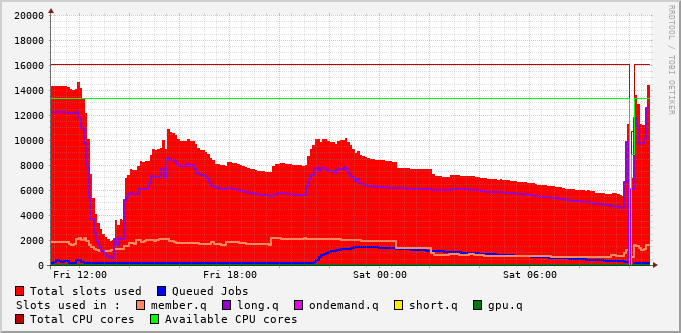 20000
18000
16000
14000
12000
10000
8000
6000
4000
2000
0
Fri 12:00 Fri 18:00 Sat 00:00 Sat 06:00
RRDTOOL / TOBI OETIKER
Total slots used Queued Jobs
Slots used in : member.q long.q ondemand.q short.q gpu.q
Total CPU cores Available CPU cores